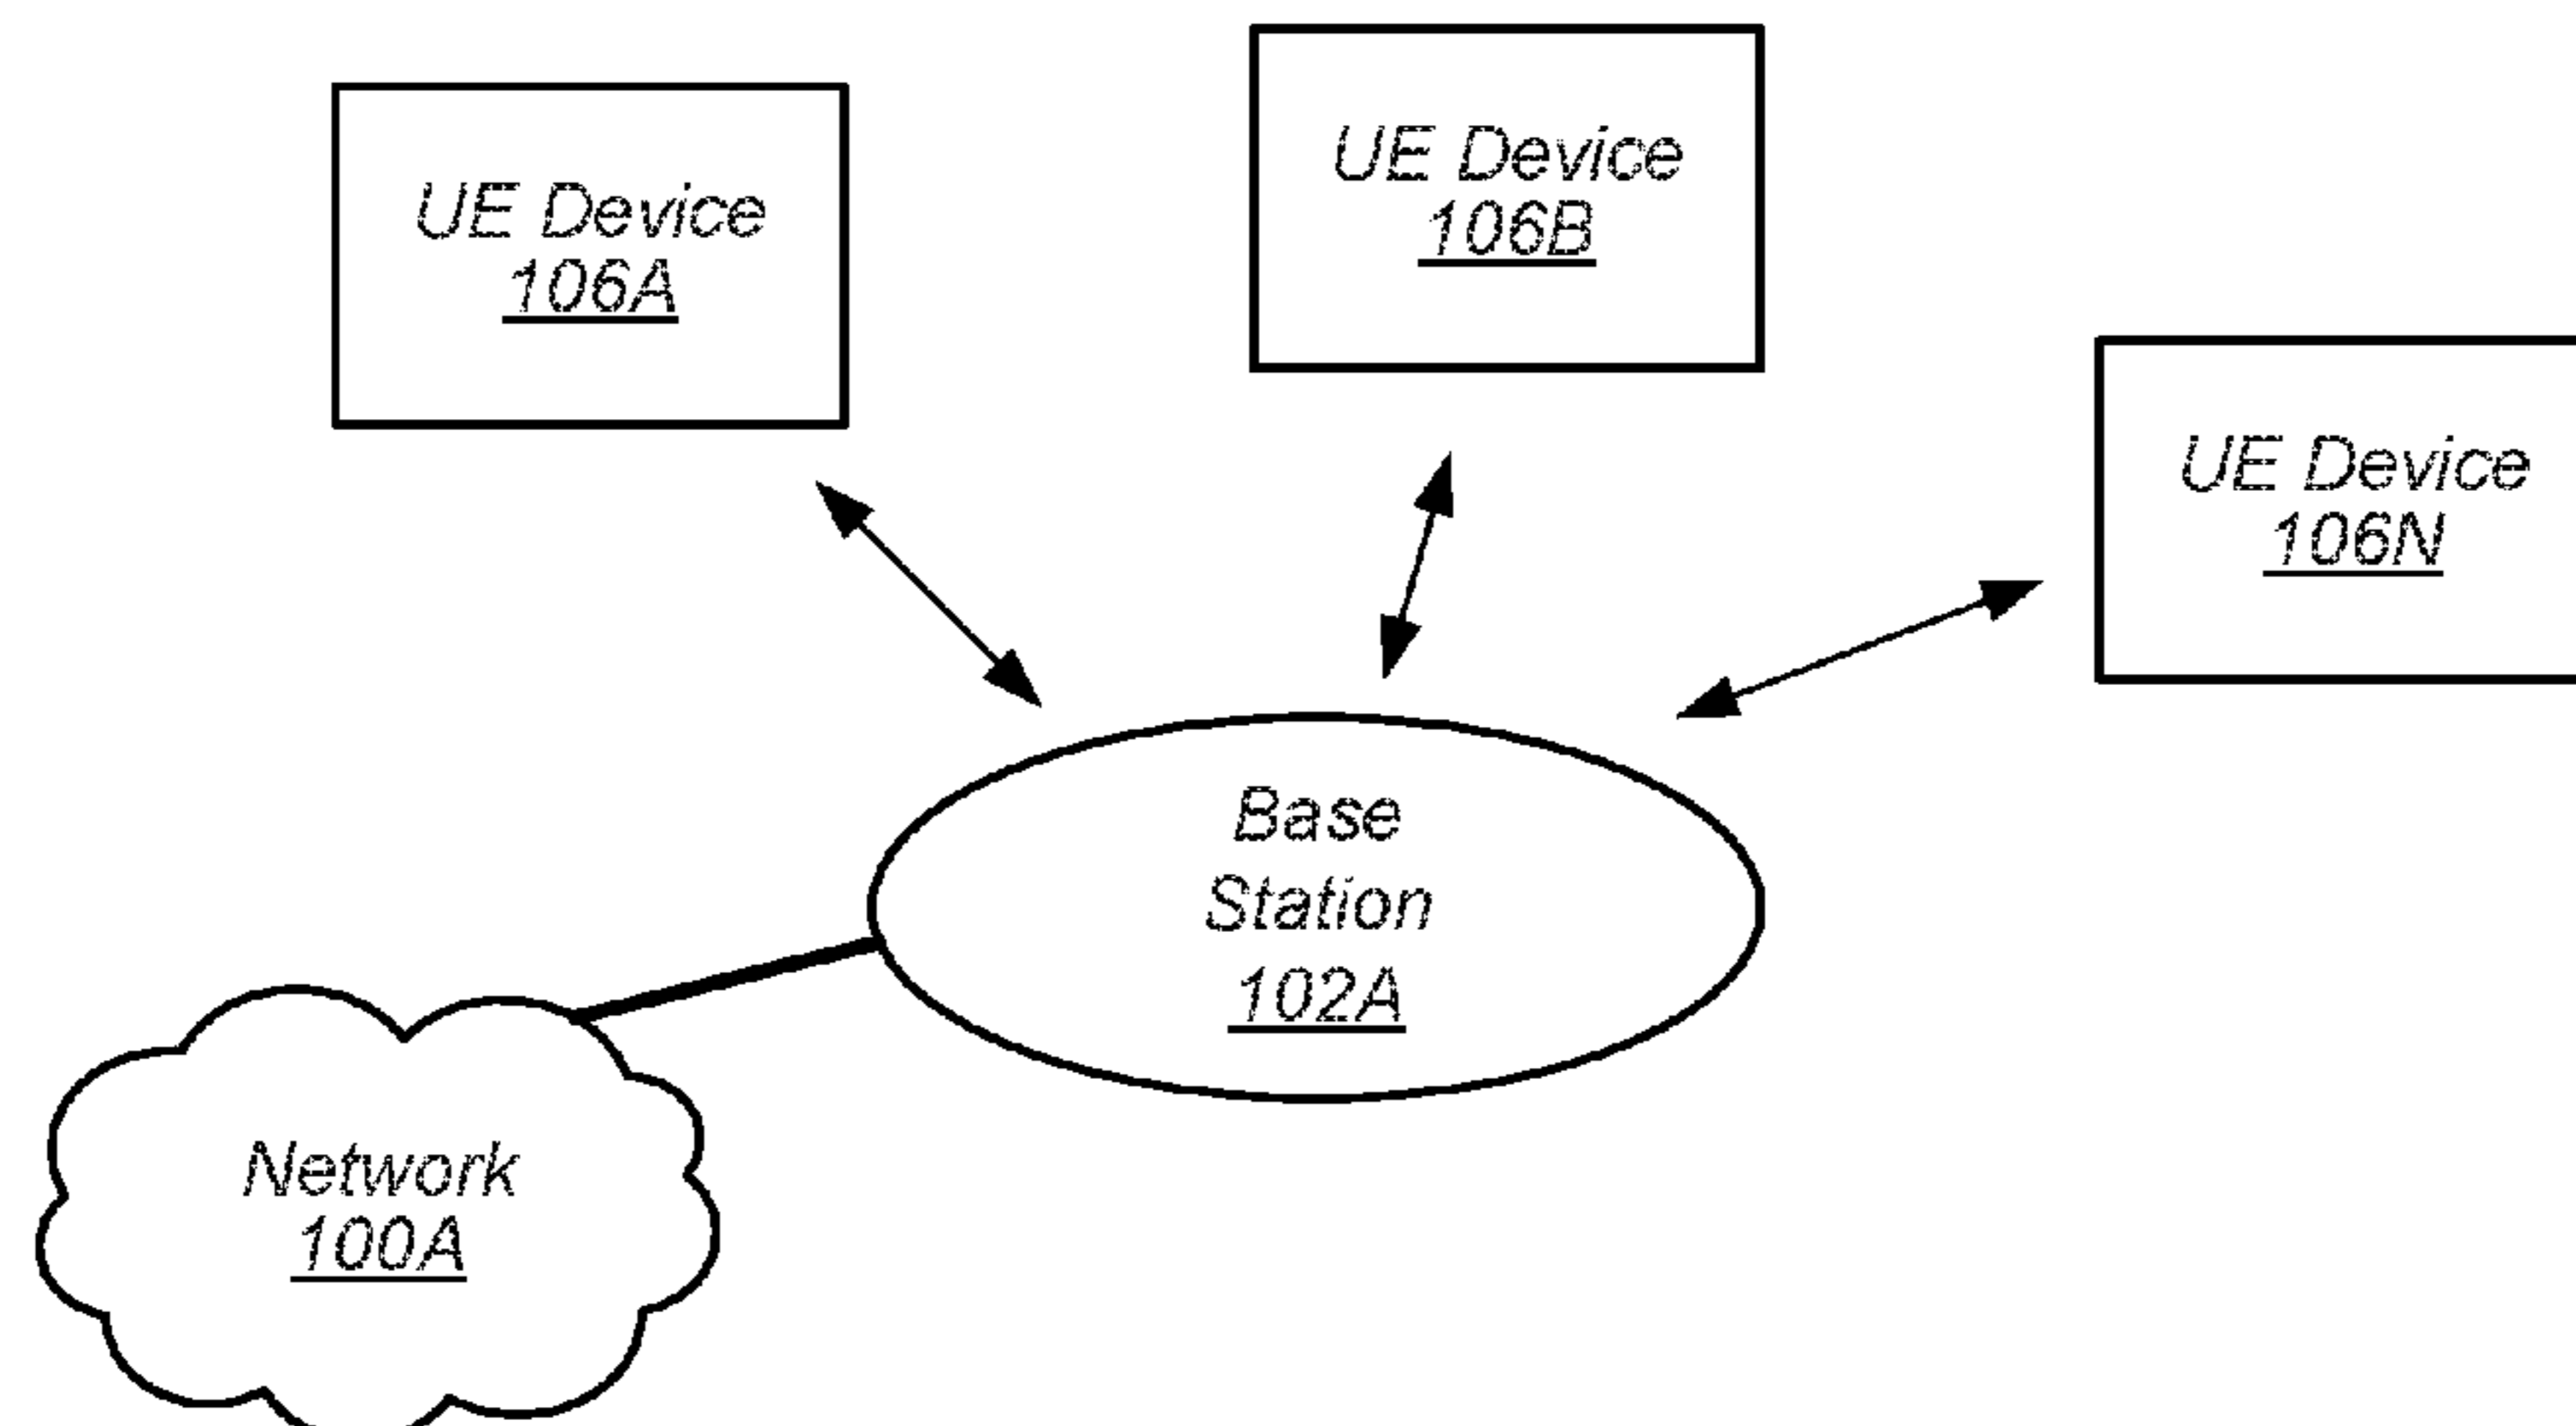 UE Device
106A
UE Device
106B
UE Device
106N
Base
Station
102A
Network
100A